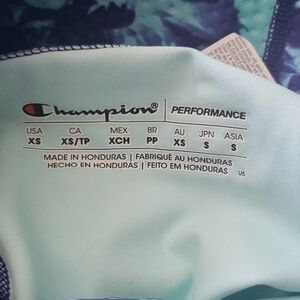 Champion® PERFORMANCE
USA CA MEX BR AU JPN ASIA
XS XS/TP XCH PP XS S S
MADE IN HONDURAS | FABRIQUÉ AU HONDURAS
HECHO EN HONDURAS | FEITO EM HONDURAS
US